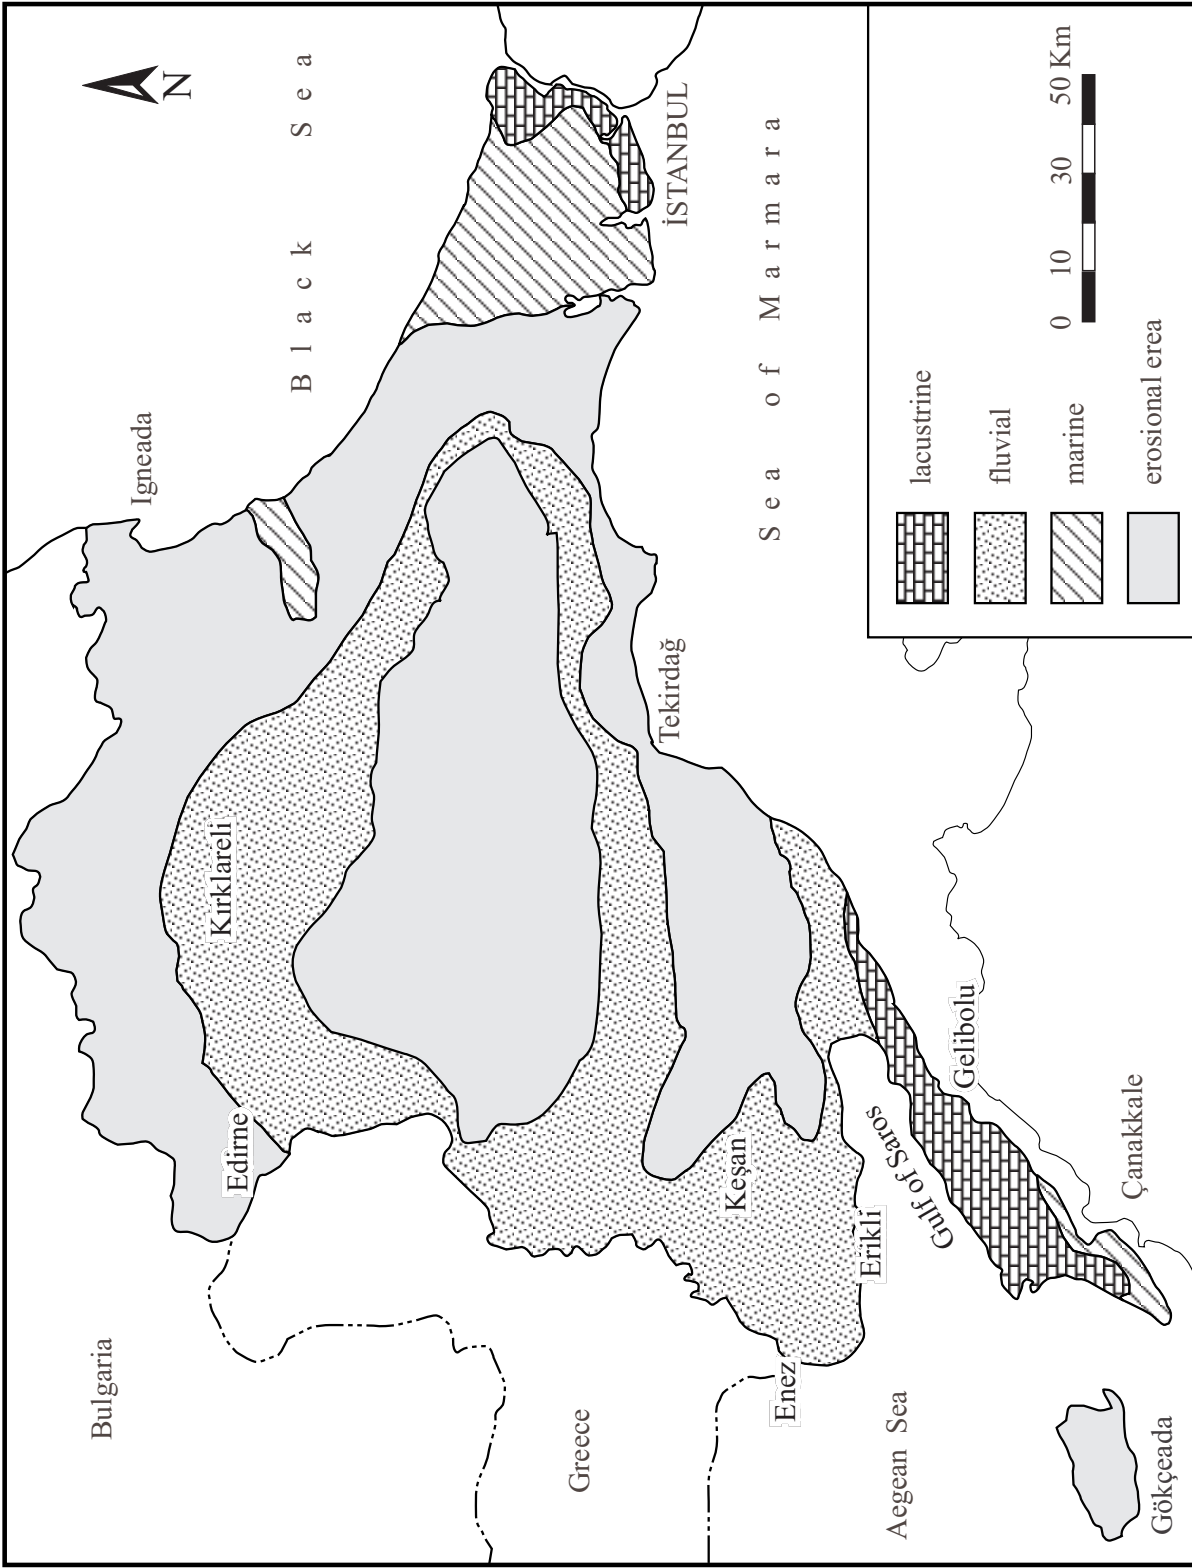 Bulgaria
Igneada
Black Sea
N
Edirne
Kırklareli
Greece
Keşan
Tekirdağ
İSTANBUL
Sea of Marmara
Enez
Erikli
Gulf of Saros
Aegean Sea
Gelibolu
Çanakkale
Gökçeada
lacustrine
fluvial
marine
erosional erea
0 10 30 50 Km